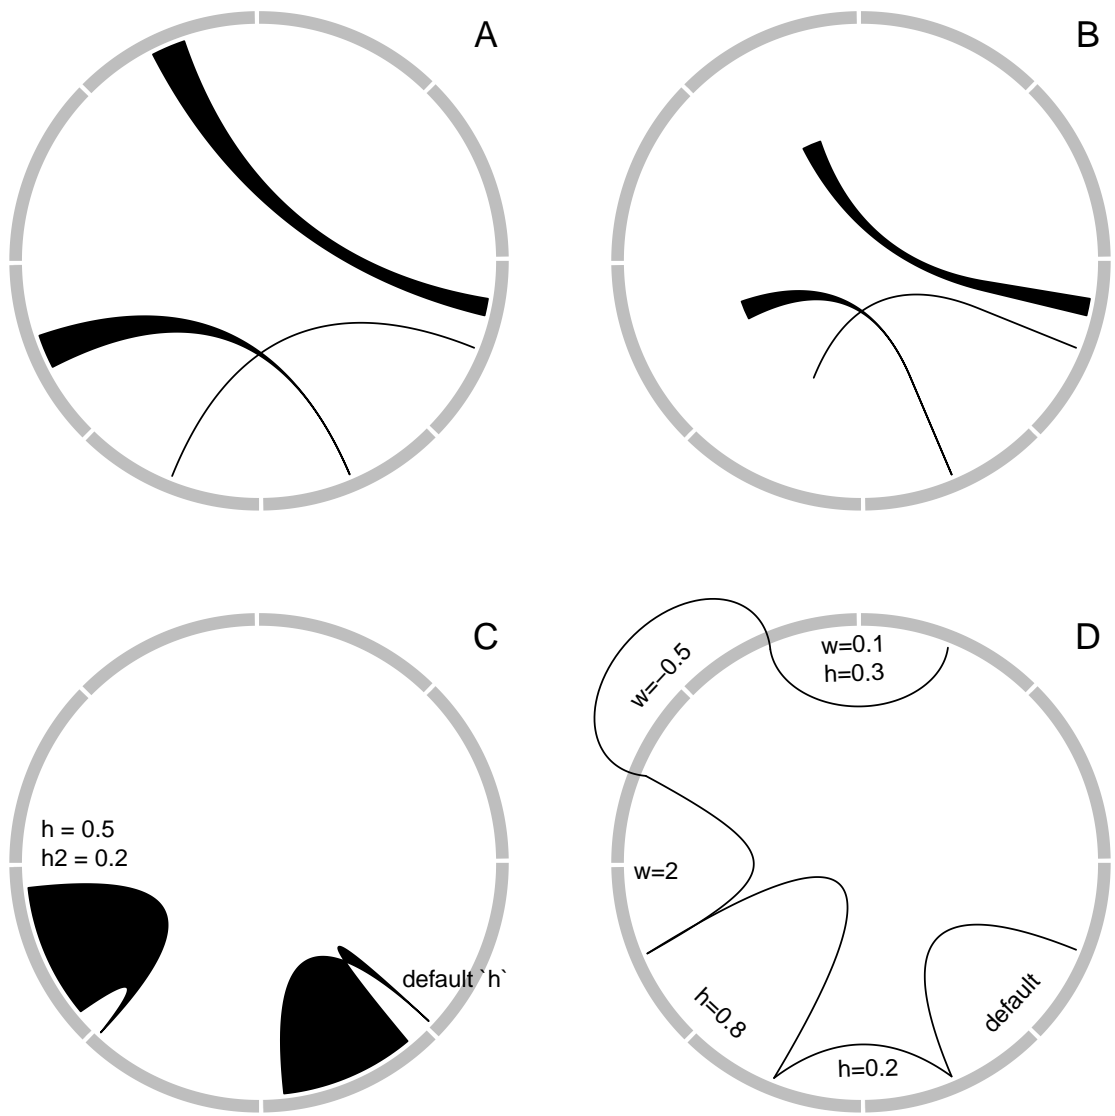 A
B
C
h = 0.5
h2 = 0.2
default `h`
D
w=−0.5
w=0.1
h=0.3
w=2
h=0.8
h=0.2
default